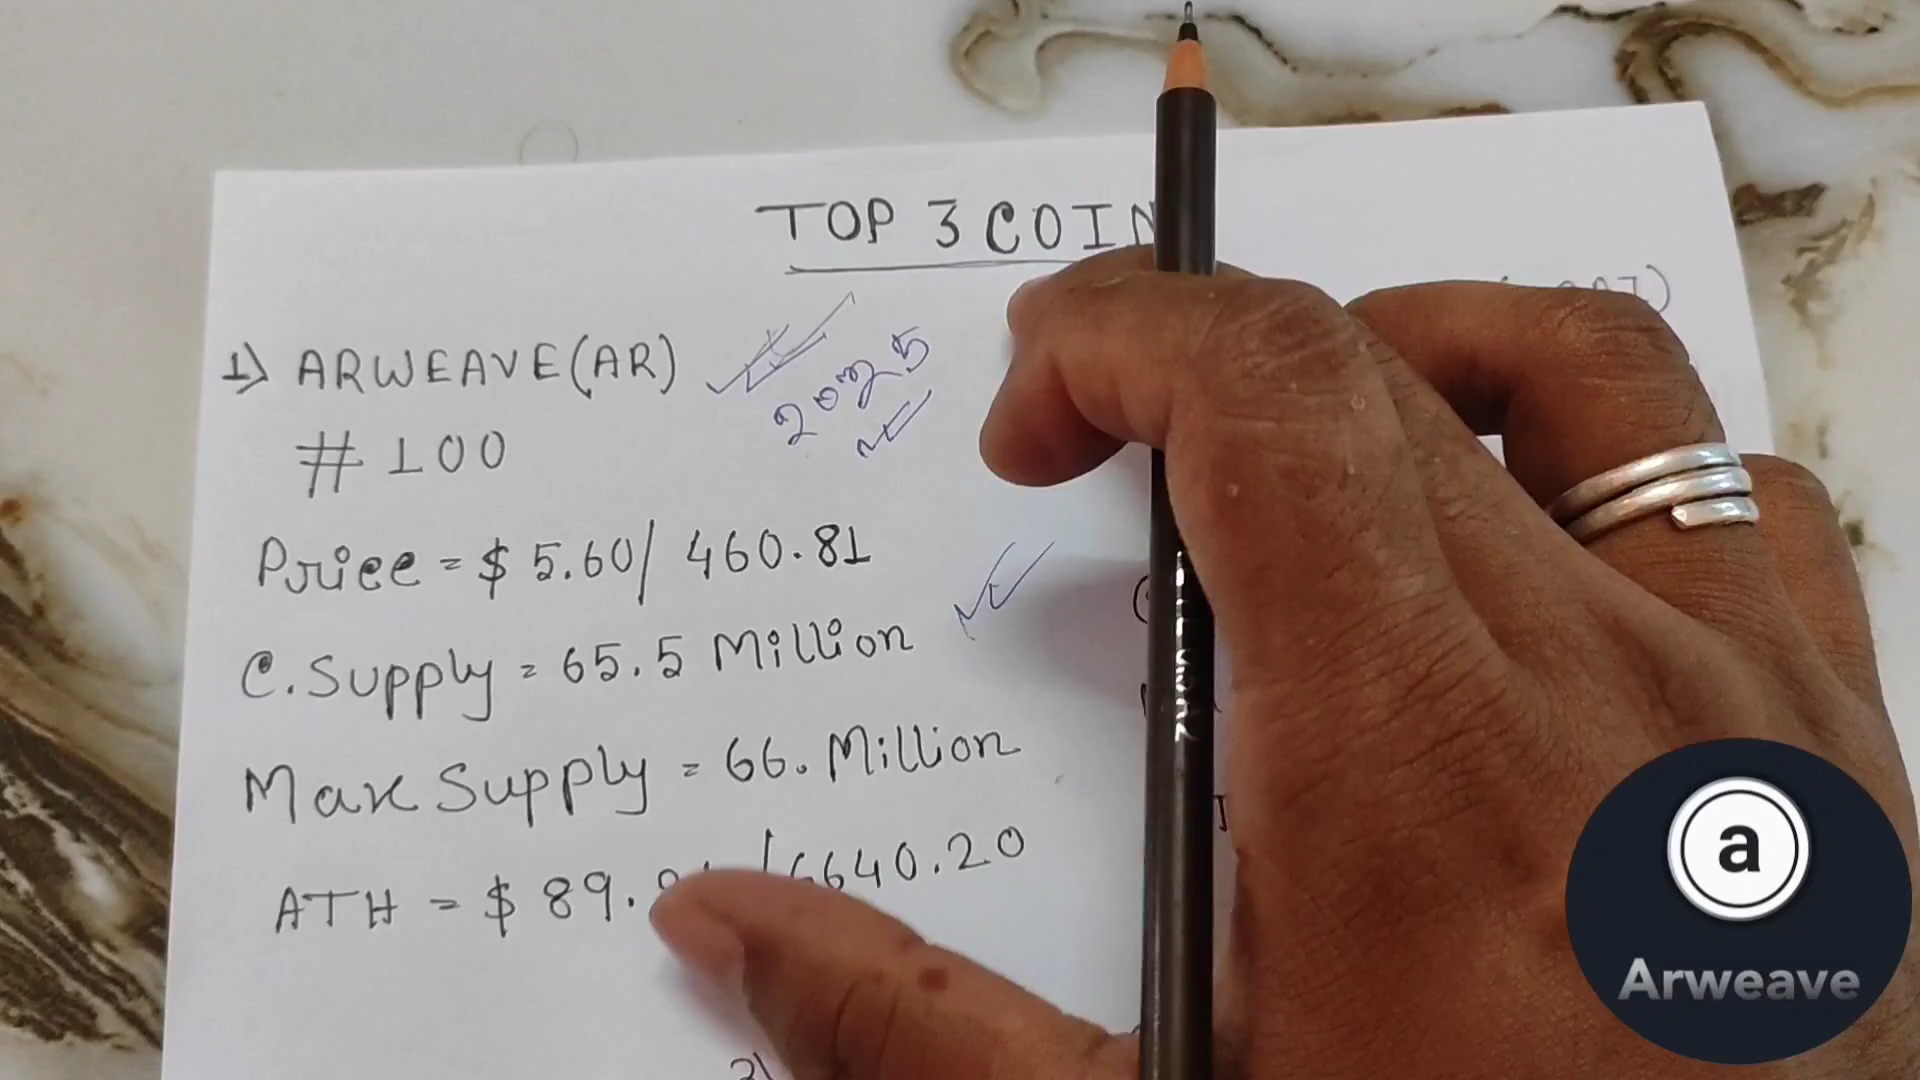 TOP 3 COIN
1) ARWEAVE(AR)
2025
# 100
Price = $ 5.60/ 460.81
C. Supply = 65.5 Million
Max Supply = 66. Million
ATH = $ 89. /6640.20
a
Arweave